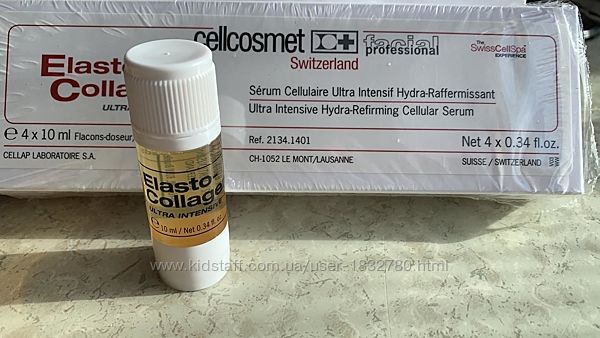 cellcosmet facial professional
Switzerland
The SwissCellSpa EXPERIENCE
Elasto-
Collage
ULTRA
Sérum Cellulaire Ultra Intensif Hydra-Raffermissant
Ultra Intensive Hydra-Refirming Cellular Serum
e 4 x 10 ml Flacons-doseur/
Ref. 2134.1401
Net 4 x 0.34 fl.oz.
CELLAP LABORATOIRE S.A.
CH-1052 LE MONT/LAUSANNE
SUISSE / SWITZERLAND
Elasto-
Collage
ULTRA INTENSIVE
e 10 ml / Net 0.34 fl.oz
www.kidstaff.com.ua/user-1832780.html